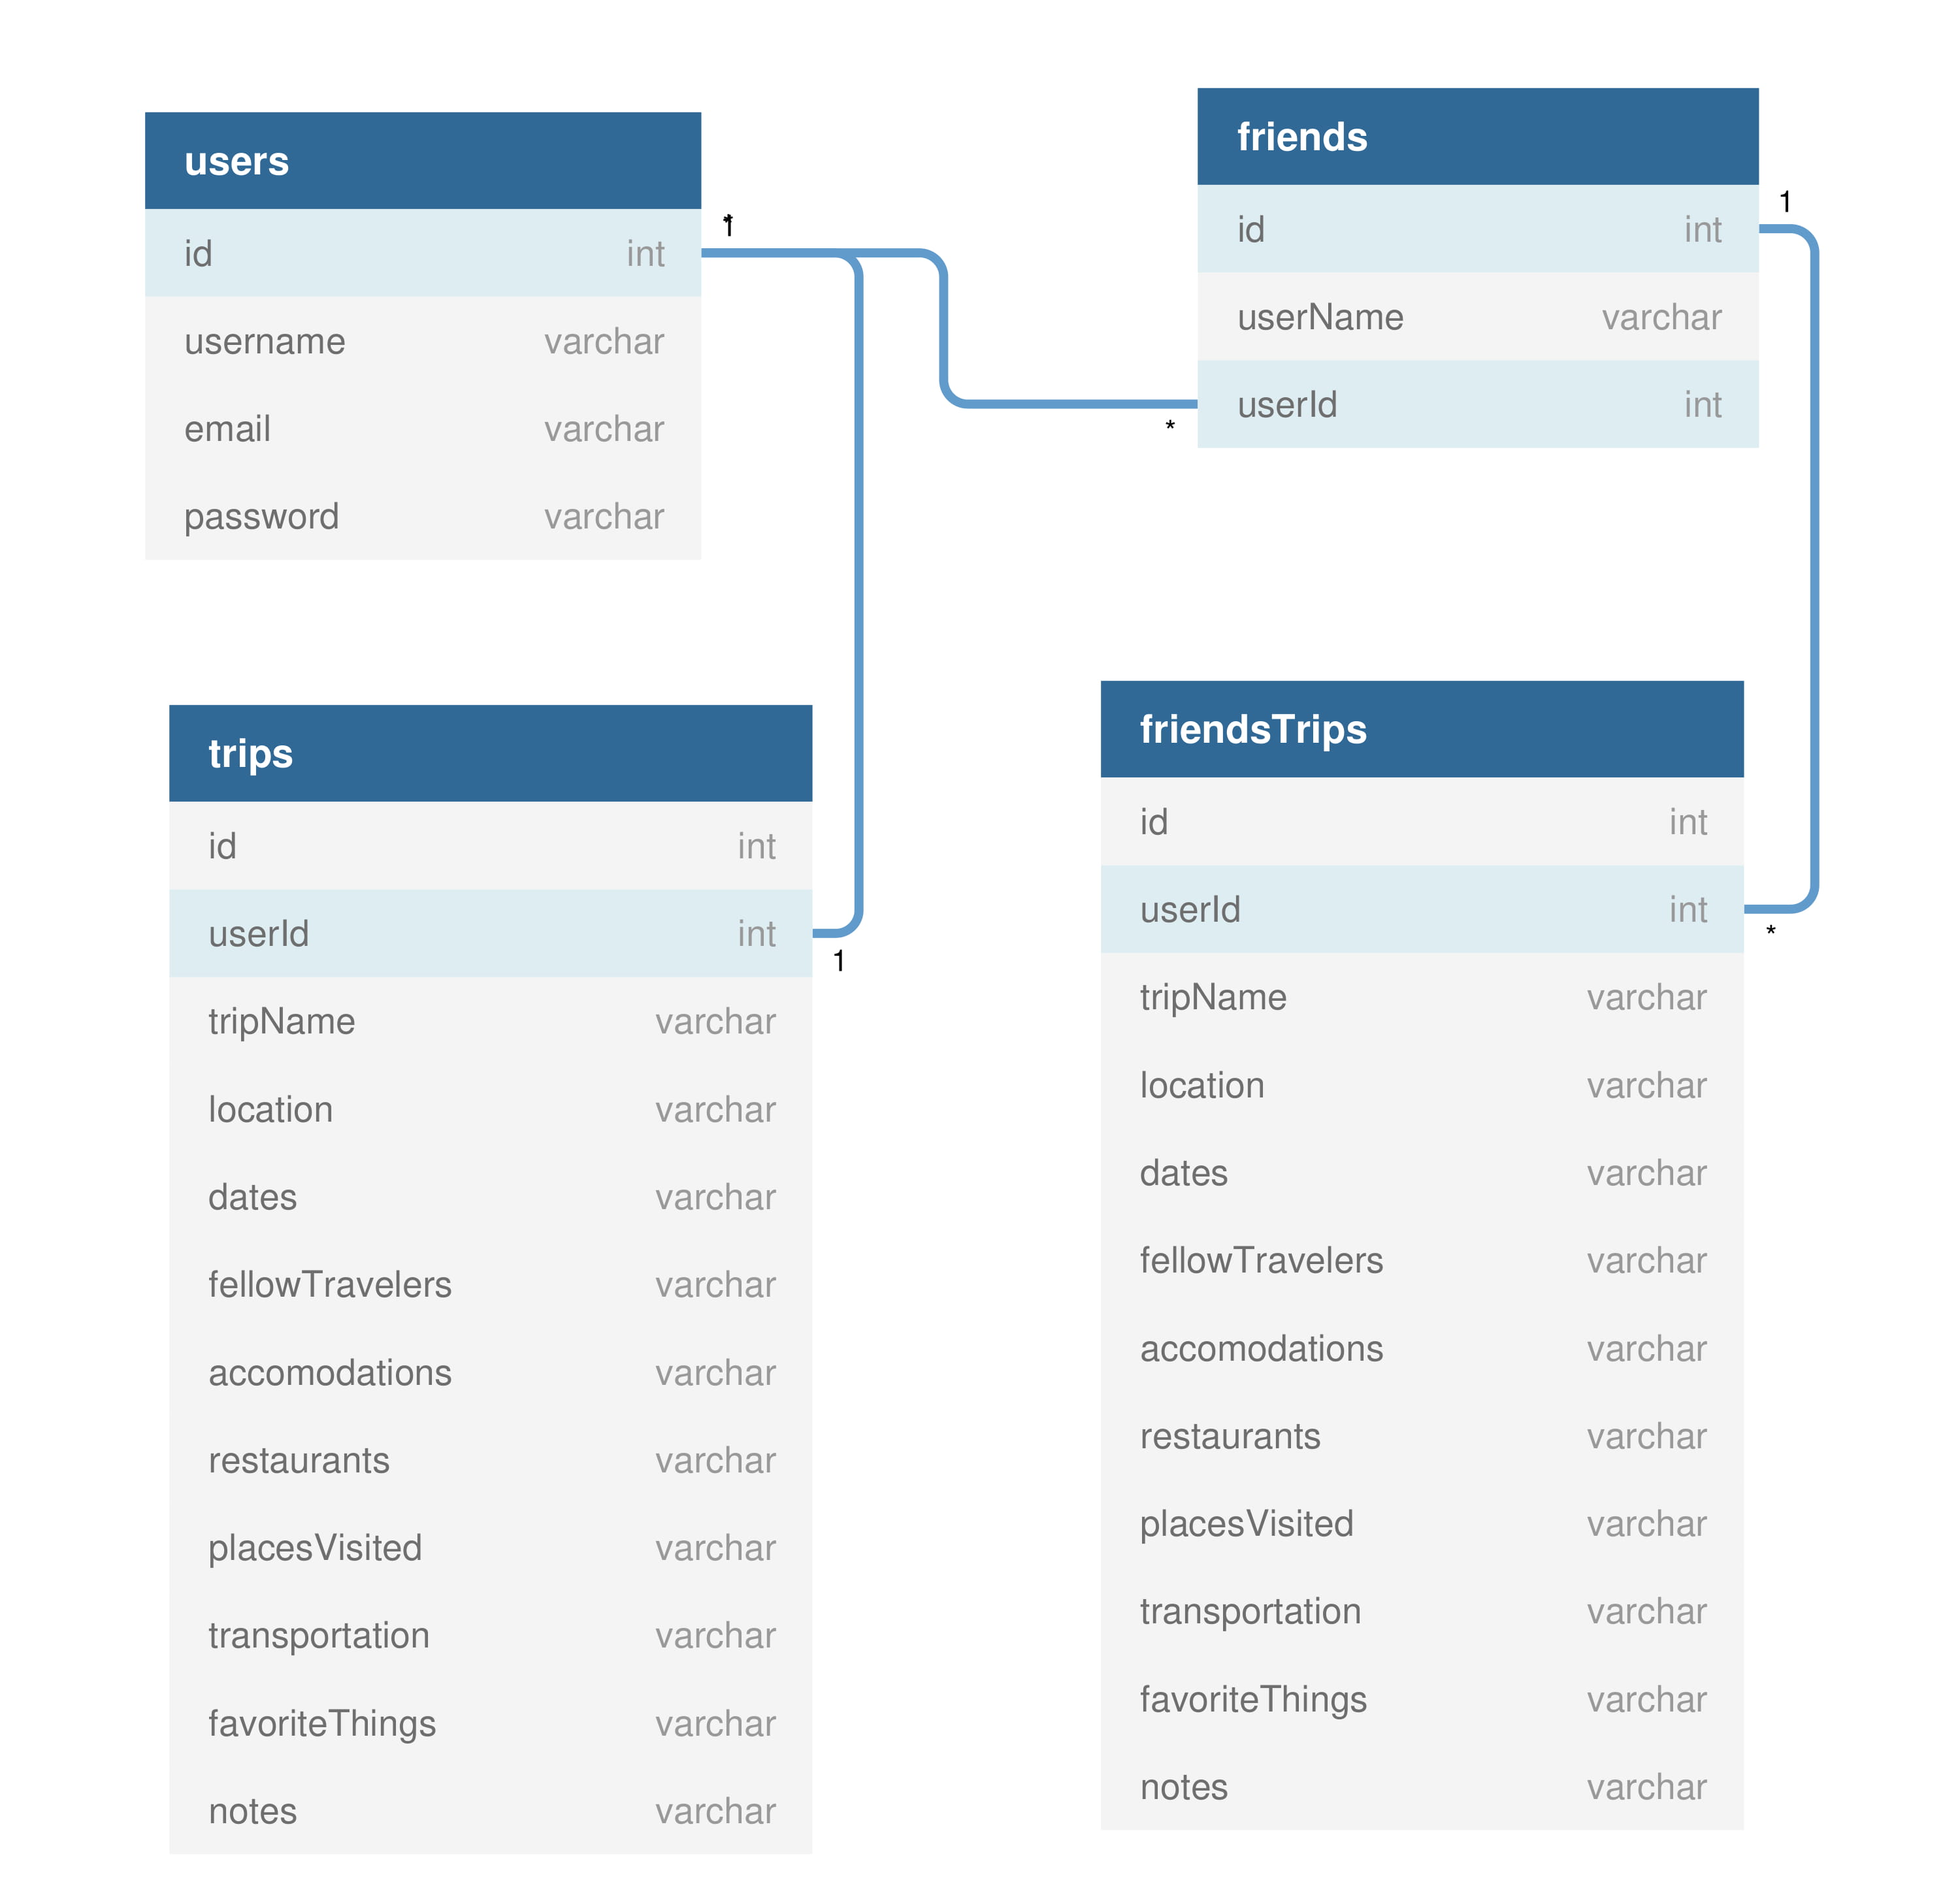 users
id int
username varchar
email varchar
password varchar
1
*
friends
id int
userName varchar
userId int
1
*
trips
id int
userId int
tripName varchar
location varchar
dates varchar
fellowTravelers varchar
accomodations varchar
restaurants varchar
placesVisited varchar
transportation varchar
favoriteThings varchar
notes varchar
1
friendsTrips
id int
userId int
tripName varchar
location varchar
dates varchar
fellowTravelers varchar
accomodations varchar
restaurants varchar
placesVisited varchar
transportation varchar
favoriteThings varchar
notes varchar
*